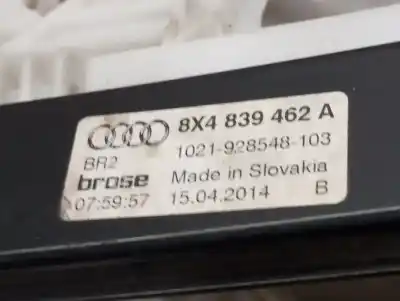 8X4 839 462 A
BR2 1021-928548-103
brose Made in Slovakia
07:59:57 15.04.2014 B